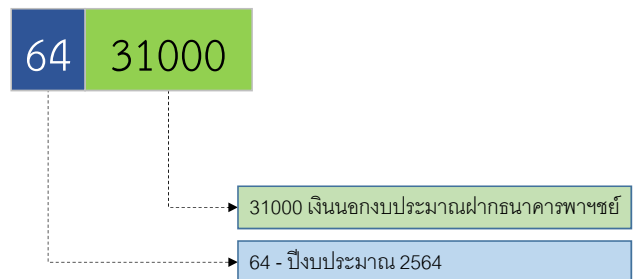 64 31000
31000 เงินนอกงบประมาณฝากธนาคารพาฯชย์
64 - ปีงบประมาณ 2564